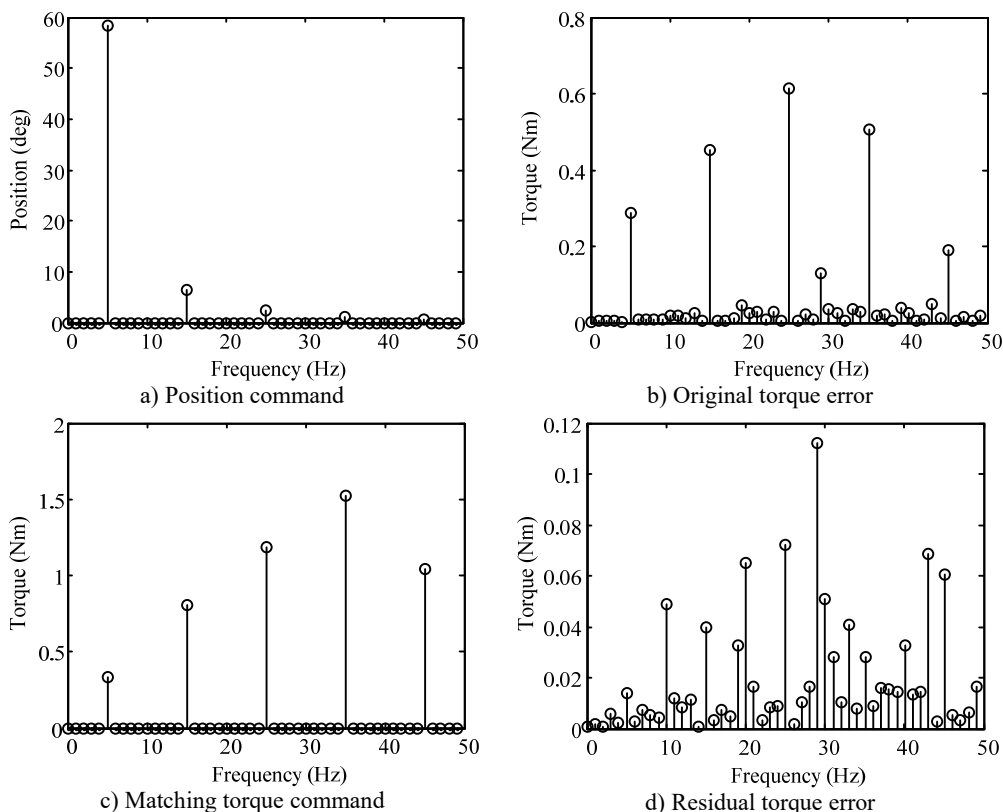 60
50
40
30
20
10
0
Position (deg)
0 10 20 30 40 50
Frequency (Hz)
a) Position command
0.8
0.6
0.4
0.2
0
Torque (Nm)
0 10 20 30 40 50
Frequency (Hz)
b) Original torque error
2
1.5
1
0.5
0
Torque (Nm)
0 10 20 30 40 50
Frequency (Hz)
c) Matching torque command
0.12
0.1
0.08
0.06
0.04
0.02
0
Torque (Nm)
0 10 20 30 40 50
Frequency (Hz)
d) Residual torque error